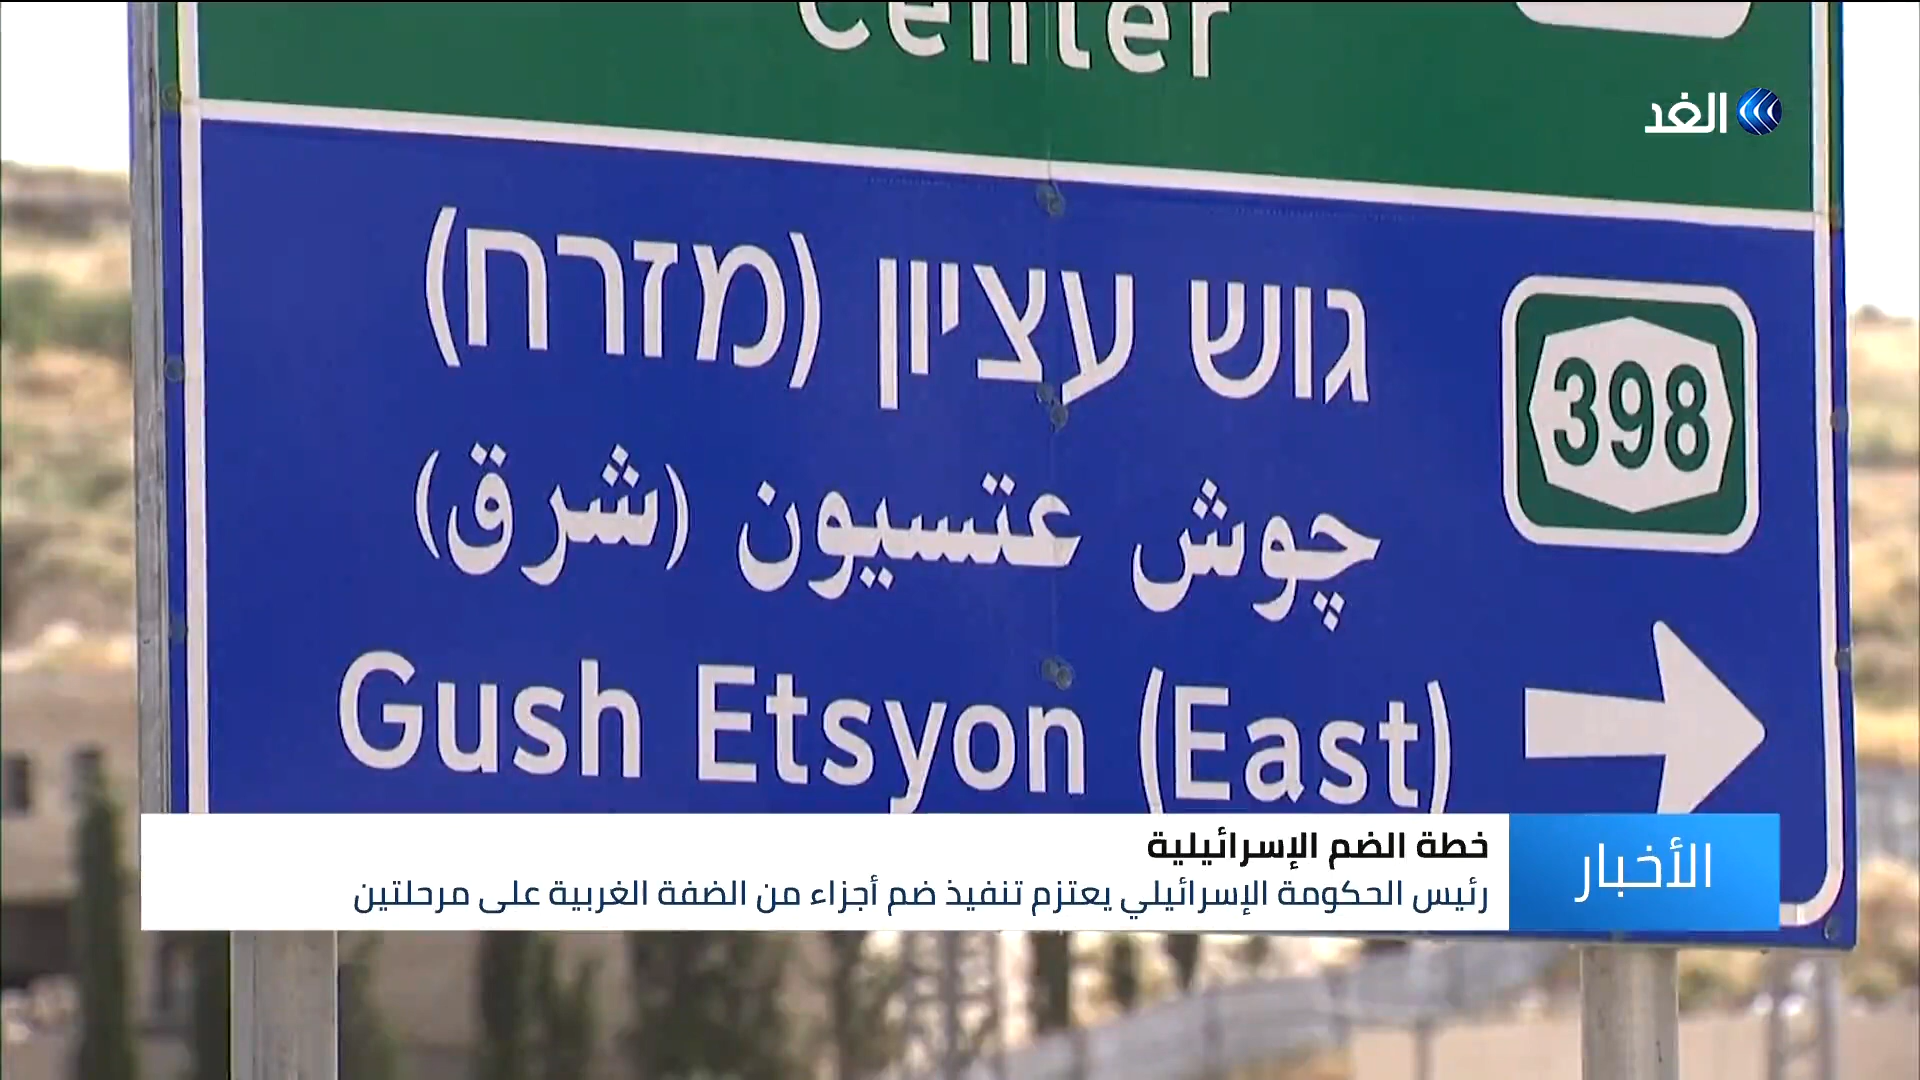 Center
الغد
גוש עציון (מזרח)
398
چوش عتسيون (شرق)
Gush Etsyon (East)
الأخبار
خطة الضم الإسرائيلية
رئيس الحكومة الإسرائيلي يعتزم تنفيذ ضم أجزاء من الضفة الغربية على مرحلتين